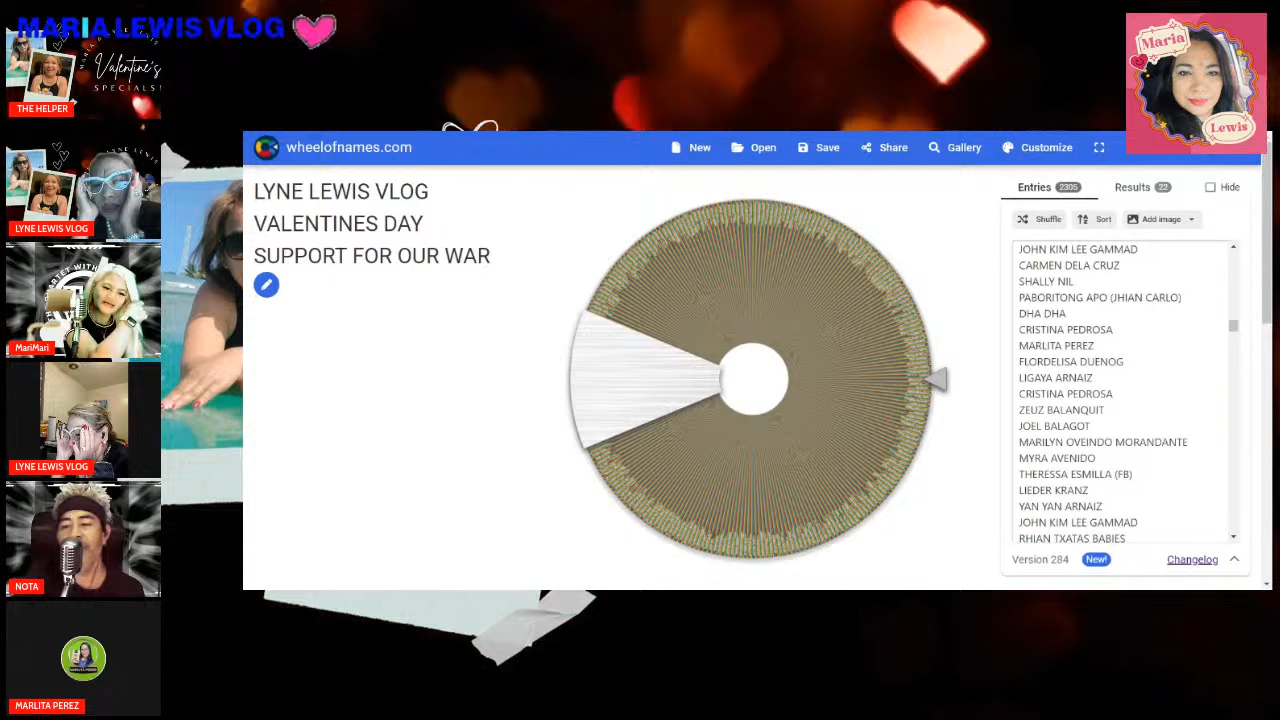 MARIA LEWIS VLOG
Valentine's
SPECIALS!
THE HELPER
LYNE LEWIS VLOG
MariMari
LYNE LEWIS VLOG
NOTA
MARLITA PEREZ
Maria
Lewis
wheelofnames.com
New
Open
Save
Share
Gallery
Customize
LYNE LEWIS VLOG
VALENTINES DAY
SUPPORT FOR OUR WAR
Entries 2305
Results 22
Hide
Shuffle
Sort
Add image
JOHN KIM LEE GAMMAD
CARMEN DELA CRUZ
SHALLY NIL
PABORITONG APO (JHIAN CARLO)
DHA DHA
CRISTINA PEDROSA
MARLITA PEREZ
FLORDELISA DUENOG
LIGAYA ARNAIZ
CRISTINA PEDROSA
ZEUZ BALANQUIT
JOEL BALAGOT
MARILYN OVEINDO MORANDANTE
MYRA AVENIDO
THERESSA ESMILLA (FB)
LIEDER KRANZ
YAN YAN ARNAIZ
JOHN KIM LEE GAMMAD
RHIAN TXATAS BABIES
Version 284
New!
Changelog